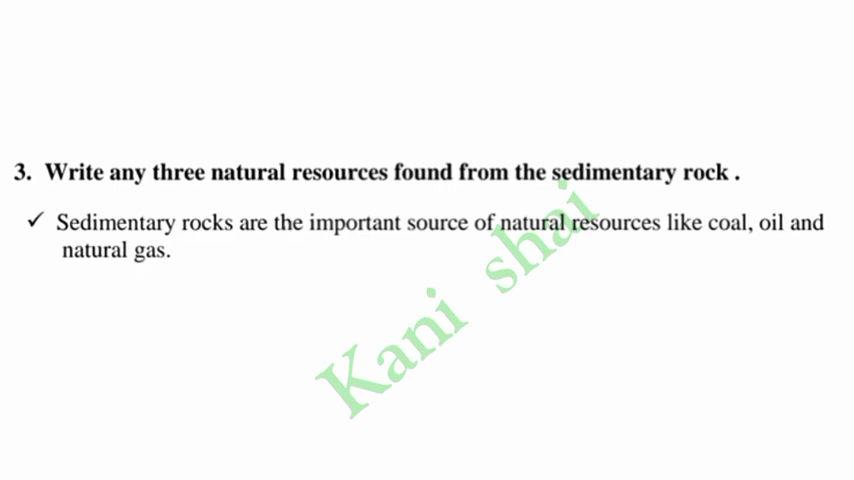 3. Write any three natural resources found from the sedimentary rock .
✓ Sedimentary rocks are the important source of natural resources like coal, oil and
natural gas.
Kani shai